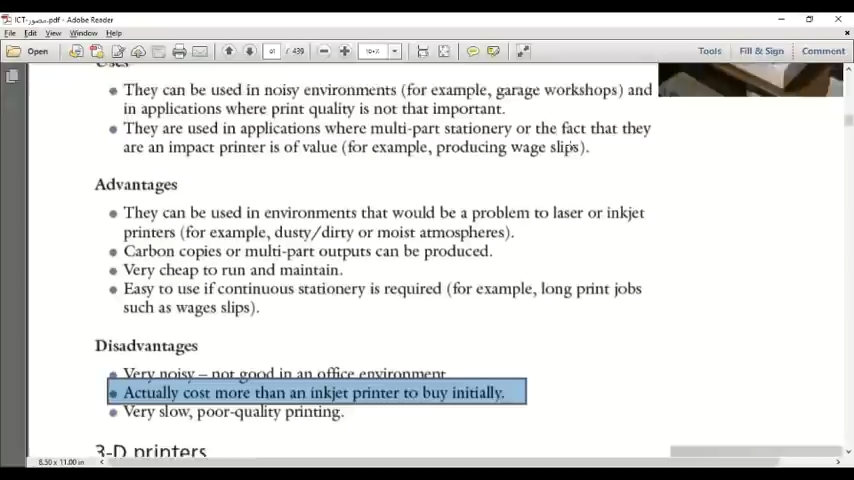 ICT-مصور.pdf - Adobe Reader
File Edit View Window Help
Open
/ 439
Tools
Fill & Sign
Comment
Uses
They can be used in noisy environments (for example, garage workshops) and
in applications where print quality is not that important.
They are used in applications where multi-part stationery or the fact that they
are an impact printer is of value (for example, producing wage slips).
Advantages
They can be used in environments that would be a problem to laser or inkjet
printers (for example, dusty/dirty or moist atmospheres).
Carbon copies or multi-part outputs can be produced.
Very cheap to run and maintain.
Easy to use if continuous stationery is required (for example, long print jobs
such as wages slips).
Disadvantages
Very noisy – not good in an office environment
Actually cost more than an inkjet printer to buy initially.
Very slow, poor-quality printing.
3-D printers
8.50 x 11.00 in